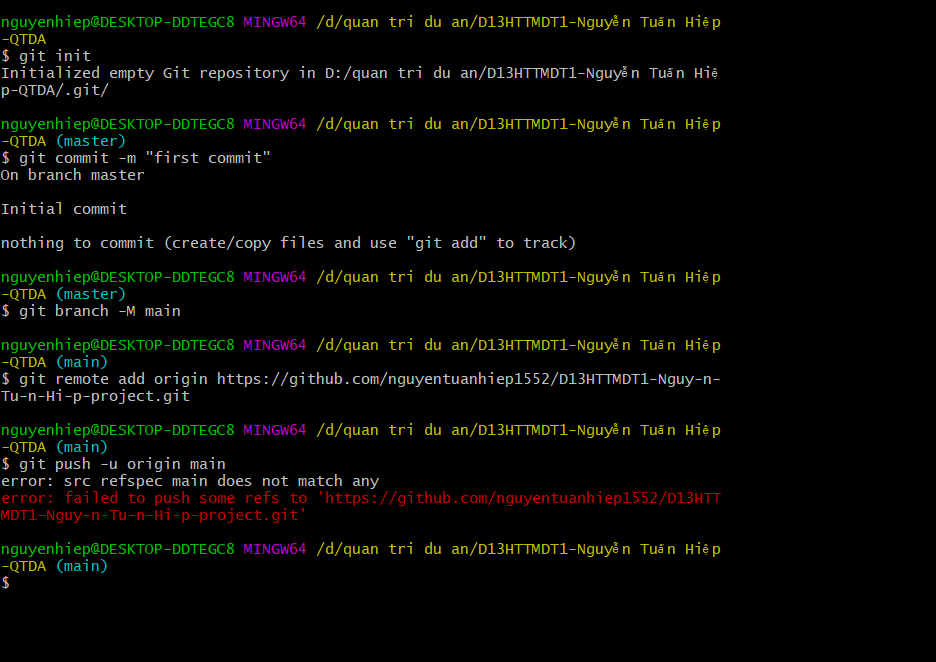 nguyenhiep@DESKTOP-DDTEGC8 MINGW64 /d/quan tri du an/D13HTTMDT1-Nguyễn Tuấn Hiệp
-QTDA
$ git init
Initialized empty Git repository in D:/quan tri du an/D13HTTMDT1-Nguyễn Tuấn Hiệ
p-QTDA/.git/
nguyenhiep@DESKTOP-DDTEGC8 MINGW64 /d/quan tri du an/D13HTTMDT1-Nguyễn Tuấn Hiệp
-QTDA (master)
$ git commit -m "first commit"
On branch master
Initial commit
nothing to commit (create/copy files and use "git add" to track)
nguyenhiep@DESKTOP-DDTEGC8 MINGW64 /d/quan tri du an/D13HTTMDT1-Nguyễn Tuấn Hiệp
-QTDA (master)
$ git branch -M main
nguyenhiep@DESKTOP-DDTEGC8 MINGW64 /d/quan tri du an/D13HTTMDT1-Nguyễn Tuấn Hiệp
-QTDA (main)
$ git remote add origin https://github.com/nguyentuanhiep1552/D13HTTMDT1-Nguy-n-
Tu-n-Hi-p-project.git
nguyenhiep@DESKTOP-DDTEGC8 MINGW64 /d/quan tri du an/D13HTTMDT1-Nguyễn Tuấn Hiệp
-QTDA (main)
$ git push -u origin main
error: src refspec main does not match any
error: failed to push some refs to 'https://github.com/nguyentuanhiep1552/D13HTT
MDT1-Nguy-n-Tu-n-Hi-p-project.git'
nguyenhiep@DESKTOP-DDTEGC8 MINGW64 /d/quan tri du an/D13HTTMDT1-Nguyễn Tuấn Hiệp
-QTDA (main)
$